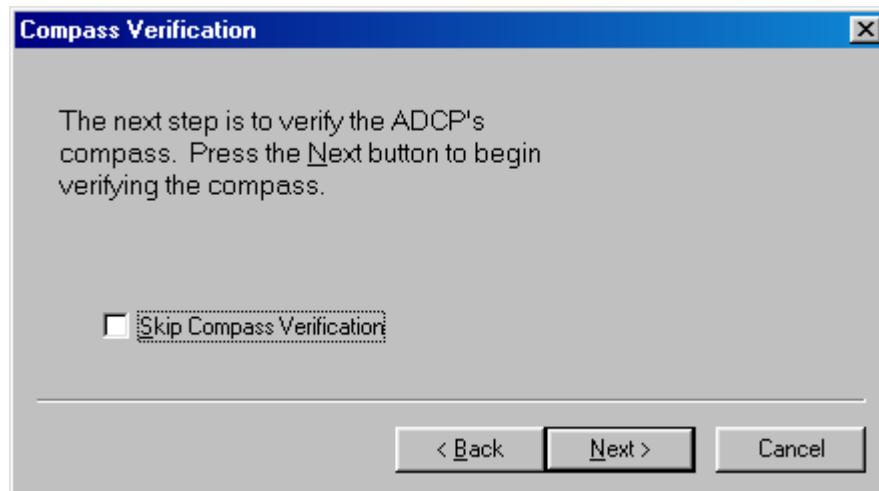 Compass Verification
The next step is to verify the ADCP's
compass. Press the Next button to begin
verifying the compass.
Skip Compass Verification
< Back Next > Cancel